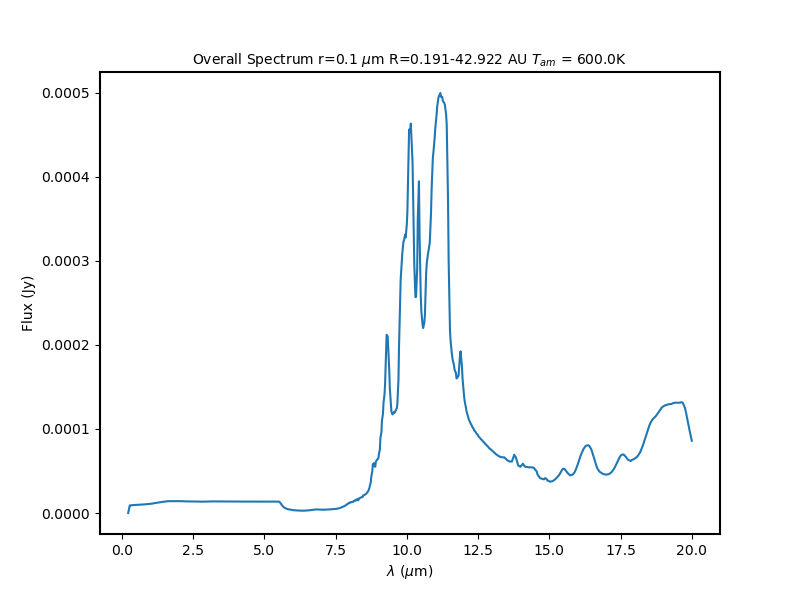 Overall Spectrum r=0.1 μm R=0.191-42.922 AU T_am = 600.0K
0.0005
0.0004
0.0003
0.0002
0.0001
0.0000
Flux (Jy)
0.0 2.5 5.0 7.5 10.0 12.5 15.0 17.5 20.0
λ (μm)